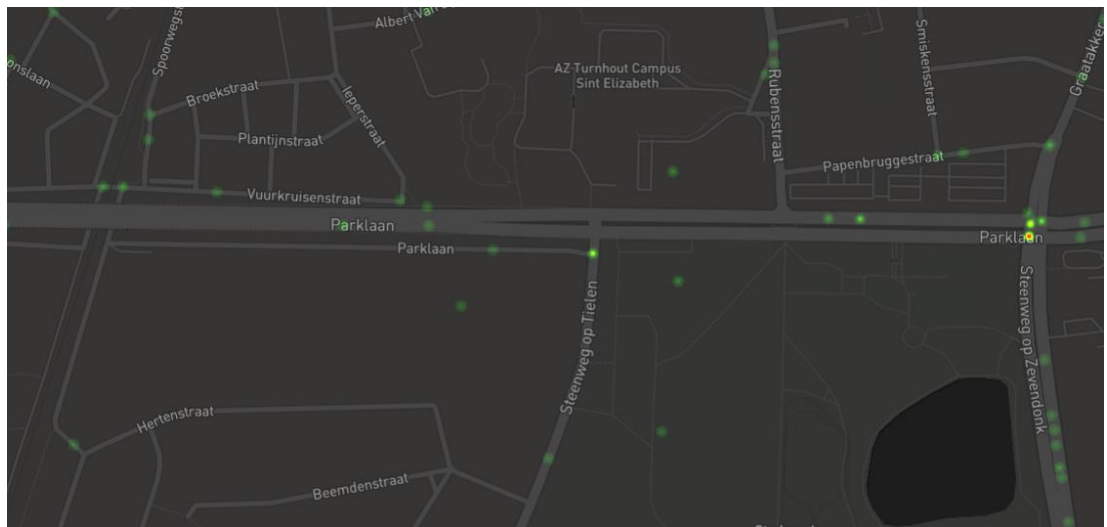 Spoorwegs
Albert Van
onslaan
Broekstraat
Ieperstraat
Plantijnstraat
AZ Turnhout Campus
Sint Elizabeth
Rubensstraat
Smiskensstraat
Graatakker
Papenbruggestraat
Vuurkruisenstraat
Parklaan
Parklaan
Parklaan
Steenweg op Tielen
Steenweg op Zevendonk
Hertenstraat
Beemdenstraat